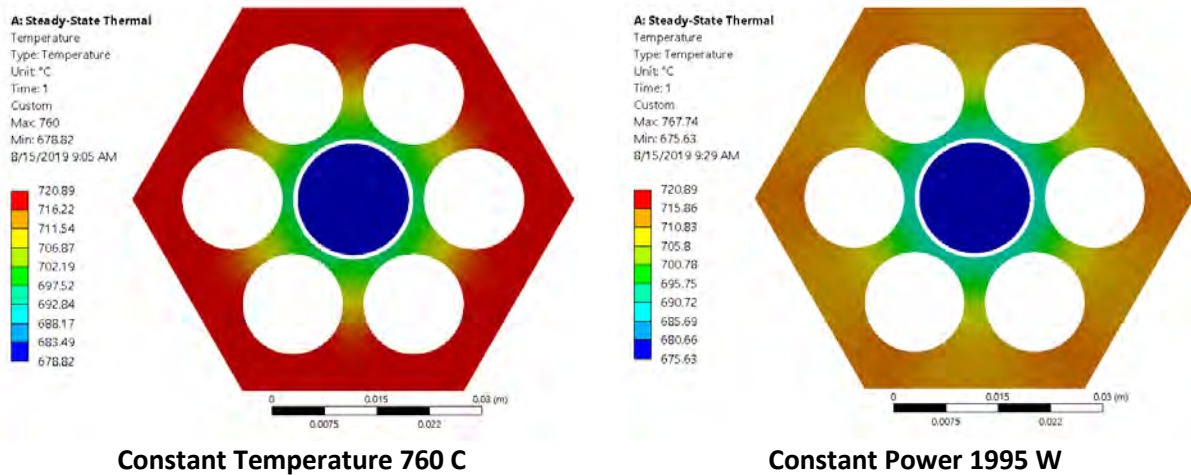 A: Steady-State Thermal
Temperature
Type: Temperature
Unit: °C
Time: 1
Custom
Max: 760
Min: 678.82
8/15/2019 9:05 AM
720.89
716.22
711.54
706.87
702.19
697.52
692.84
688.17
683.49
678.82
0 0.015 0.03 (m)
0.0075 0.022
Constant Temperature 760 C
A: Steady-State Thermal
Temperature
Type: Temperature
Unit: °C
Time: 1
Custom
Max: 767.74
Min: 675.63
8/15/2019 9:29 AM
720.89
715.86
710.83
705.8
700.78
695.75
690.72
685.69
680.66
675.63
0 0.015 0.03 (m)
0.0075 0.022
Constant Power 1995 W